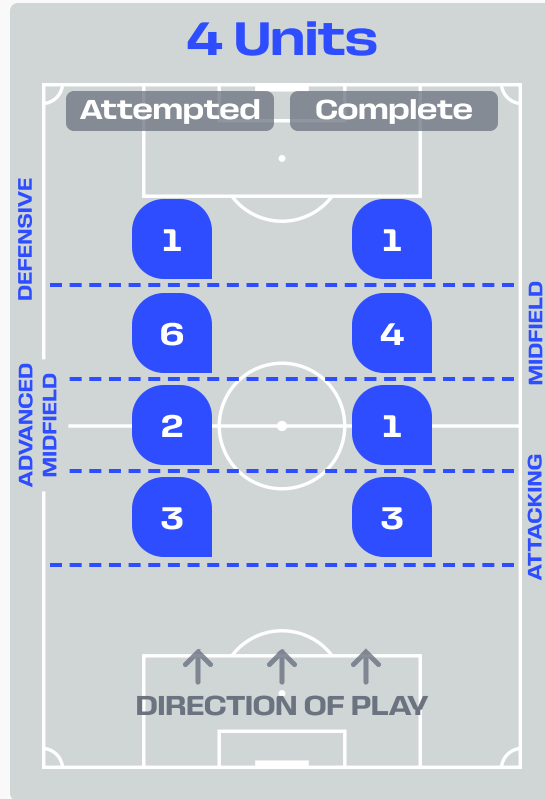 4 Units
Attempted Complete
DEFENSIVE
1 1
MIDFIELD
6 4
ADVANCED
MIDFIELD
2 1
ATTACKING
3 3
DIRECTION OF PLAY